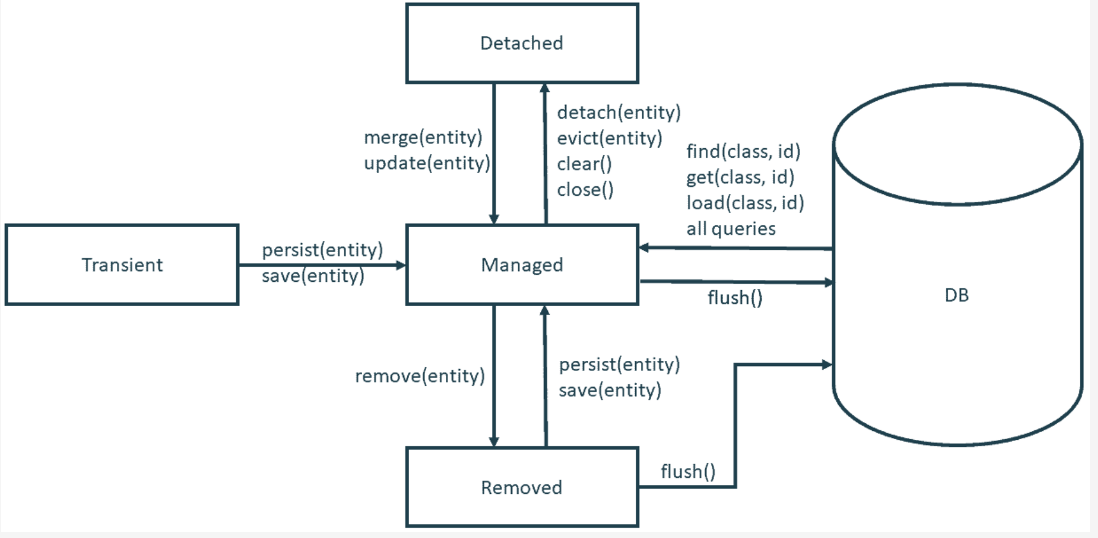 Detached
merge(entity)
update(entity)
detach(entity)
evict(entity)
clear()
close()
find(class, id)
get(class, id)
load(class, id)
all queries
Transient
persist(entity)
save(entity)
Managed
flush()
DB
remove(entity)
persist(entity)
save(entity)
Removed
flush()